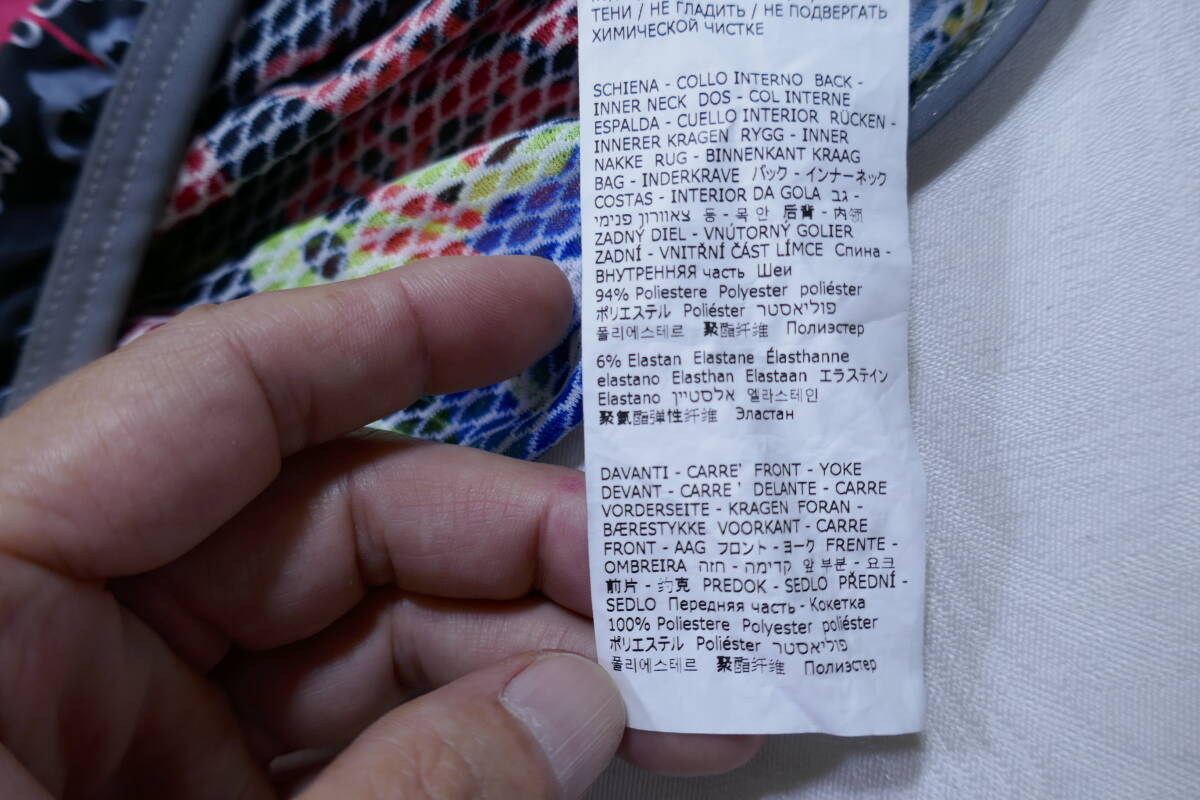 ТЕНИ / НЕ ГЛАДИТЬ / НЕ ПОДВЕРГАТЬ
ХИМИЧЕСКОЙ ЧИСТКЕ
SCHIENA - COLLO INTERNO BACK -
INNER NECK DOS - COL INTERNE
ESPALDA - CUELLO INTERIOR RÜCKEN -
INNERER KRAGEN RYGG - INNER
NAKKE RUG - BINNENKANT KRAAG
BAG - INDERKRAVE バック - インナーネック
COSTAS - INTERIOR DA GOLA גב -
צאוורון פנימי 등 - 목 안 后背 - 内领
ZADNÝ DIEL - VNÚTORNÝ GOLIER
ZADNÍ - VNITŘNÍ ČÁST LÍMCE Спина -
ВНУТРЕННЯЯ часть Шеи
94% Poliestere Polyester poliéster
ポリエステル Poliéster פוליאסטר
폴리에스테르 聚酯纤维 Полиэстер
6% Elastan Elastane Élasthanne
elastano Elasthan Elastaan エラステイン
Elastano אלסטיין 엘라스테인
聚氨酯弹性纤维 Эластан
DAVANTI - CARRE' FRONT - YOKE
DEVANT - CARRE ' DELANTE - CARRE
VORDERSEITE - KRAGEN FORAN -
BÆRESTYKKE VOORKANT - CARRE
FRONT - AAG フロント - ヨーク FRENTE -
OMBREIRA קדימה - חזה 앞 부분 - 요크
前片 - 约克 PREDOK - SEDLO PŘEDNÍ -
SEDLO Передняя часть - Кокетка
100% Poliestere Polyester poliéster
ポリエステル Poliéster פוליאסטר
폴리에스테르 聚酯纤维 Полиэстер